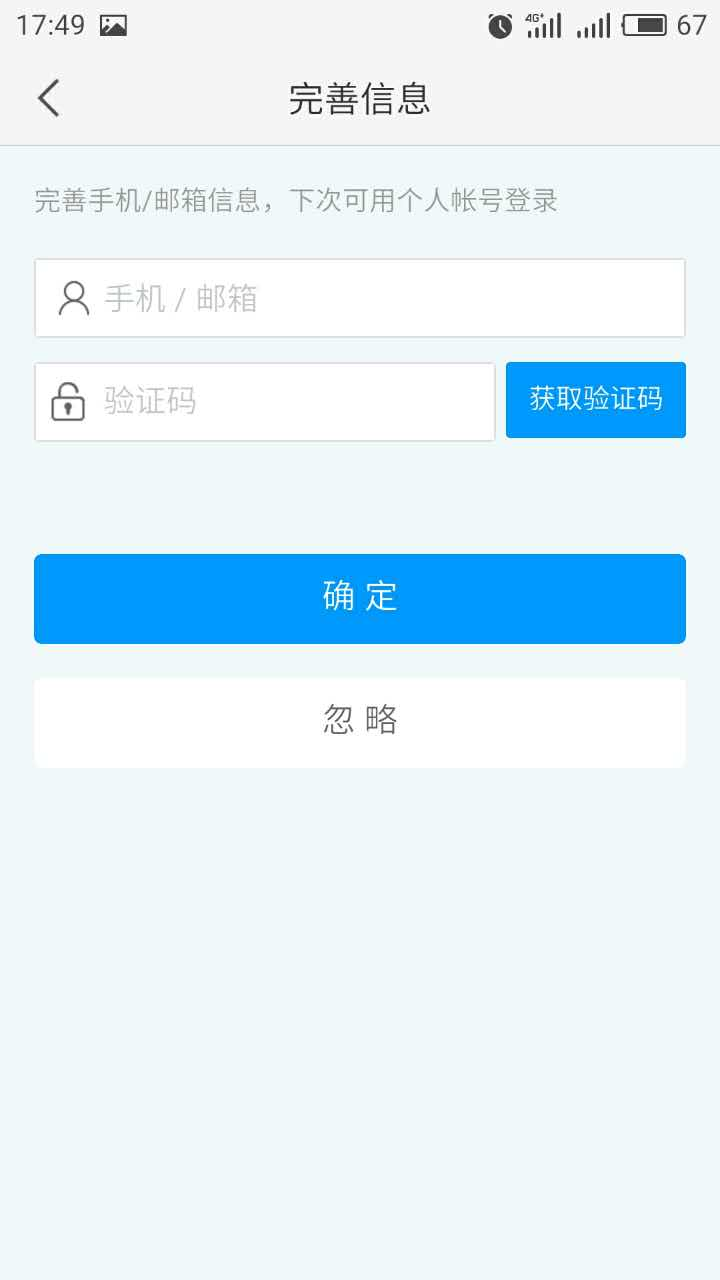 17:49 4G+ 67
完善信息
完善手机/邮箱信息，下次可用个人帐号登录
手机 / 邮箱
验证码 获取验证码
确 定
忽 略